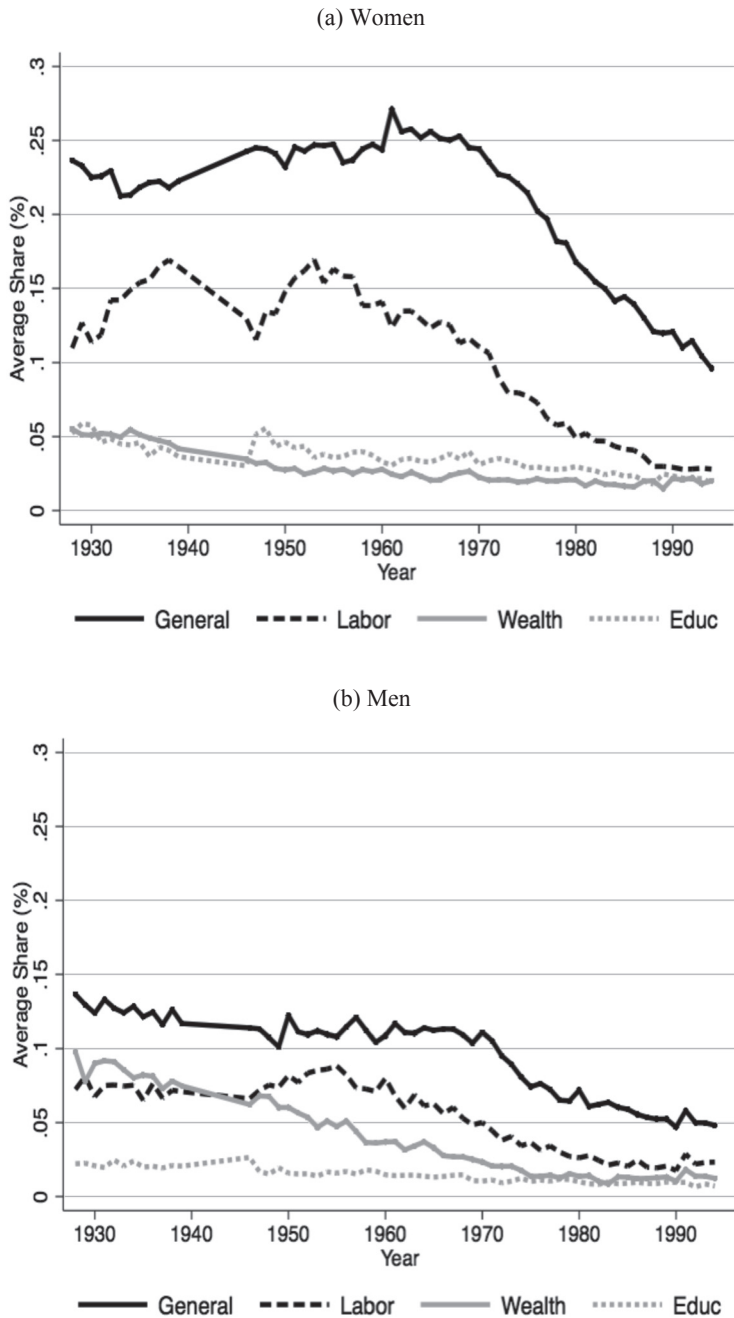 (a) Women
.3
.25
.2
.15
.1
.05
0
Average Share (%)
1930 1940 1950 1960 1970 1980 1990
Year
General Labor Wealth Educ
(b) Men
.3
.25
.2
.15
.1
.05
0
Average Share (%)
1930 1940 1950 1960 1970 1980 1990
Year
General Labor Wealth Educ